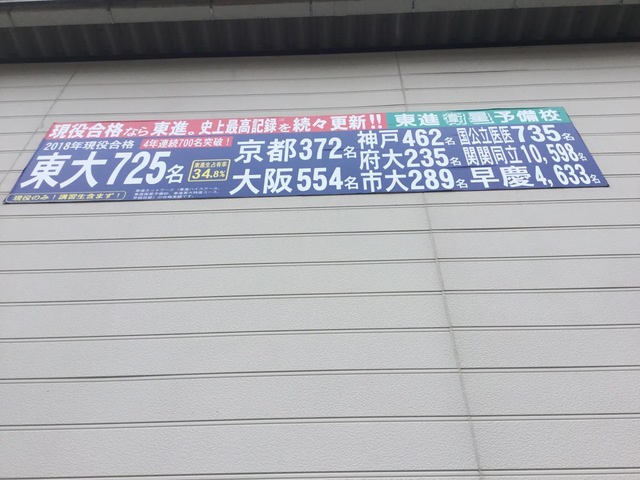 現役合格なら東進。史上最高記録を続々更新!!
東進衛星予備校
2018年現役合格
4年連続700名突破!
東大725名
現役生占有率
34.8%
現役のみ!講習生含まず!
京都372名
大阪554名
神戸462名
府大235名
市大289名
国公立医医735名
関関同立10,598名
早慶4,633名